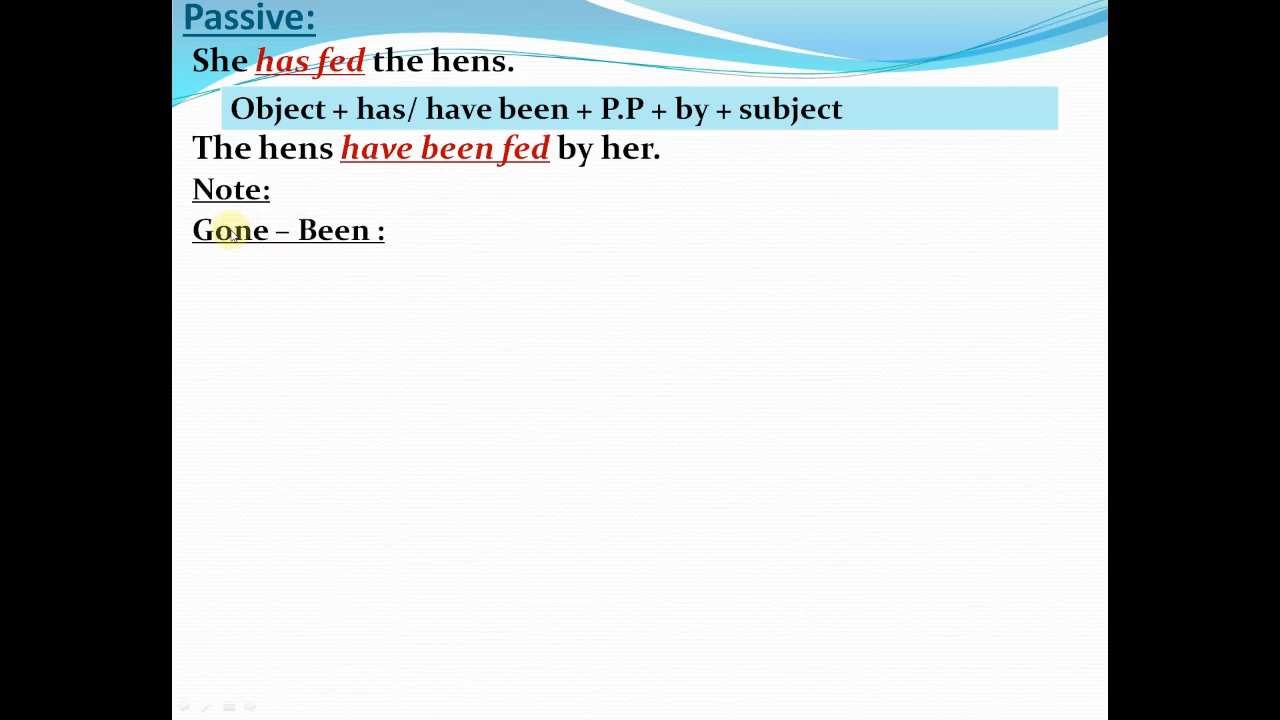 Passive:
She has fed the hens.
Object + has/ have been + P.P + by + subject
The hens have been fed by her.
Note:
Gone – Been :